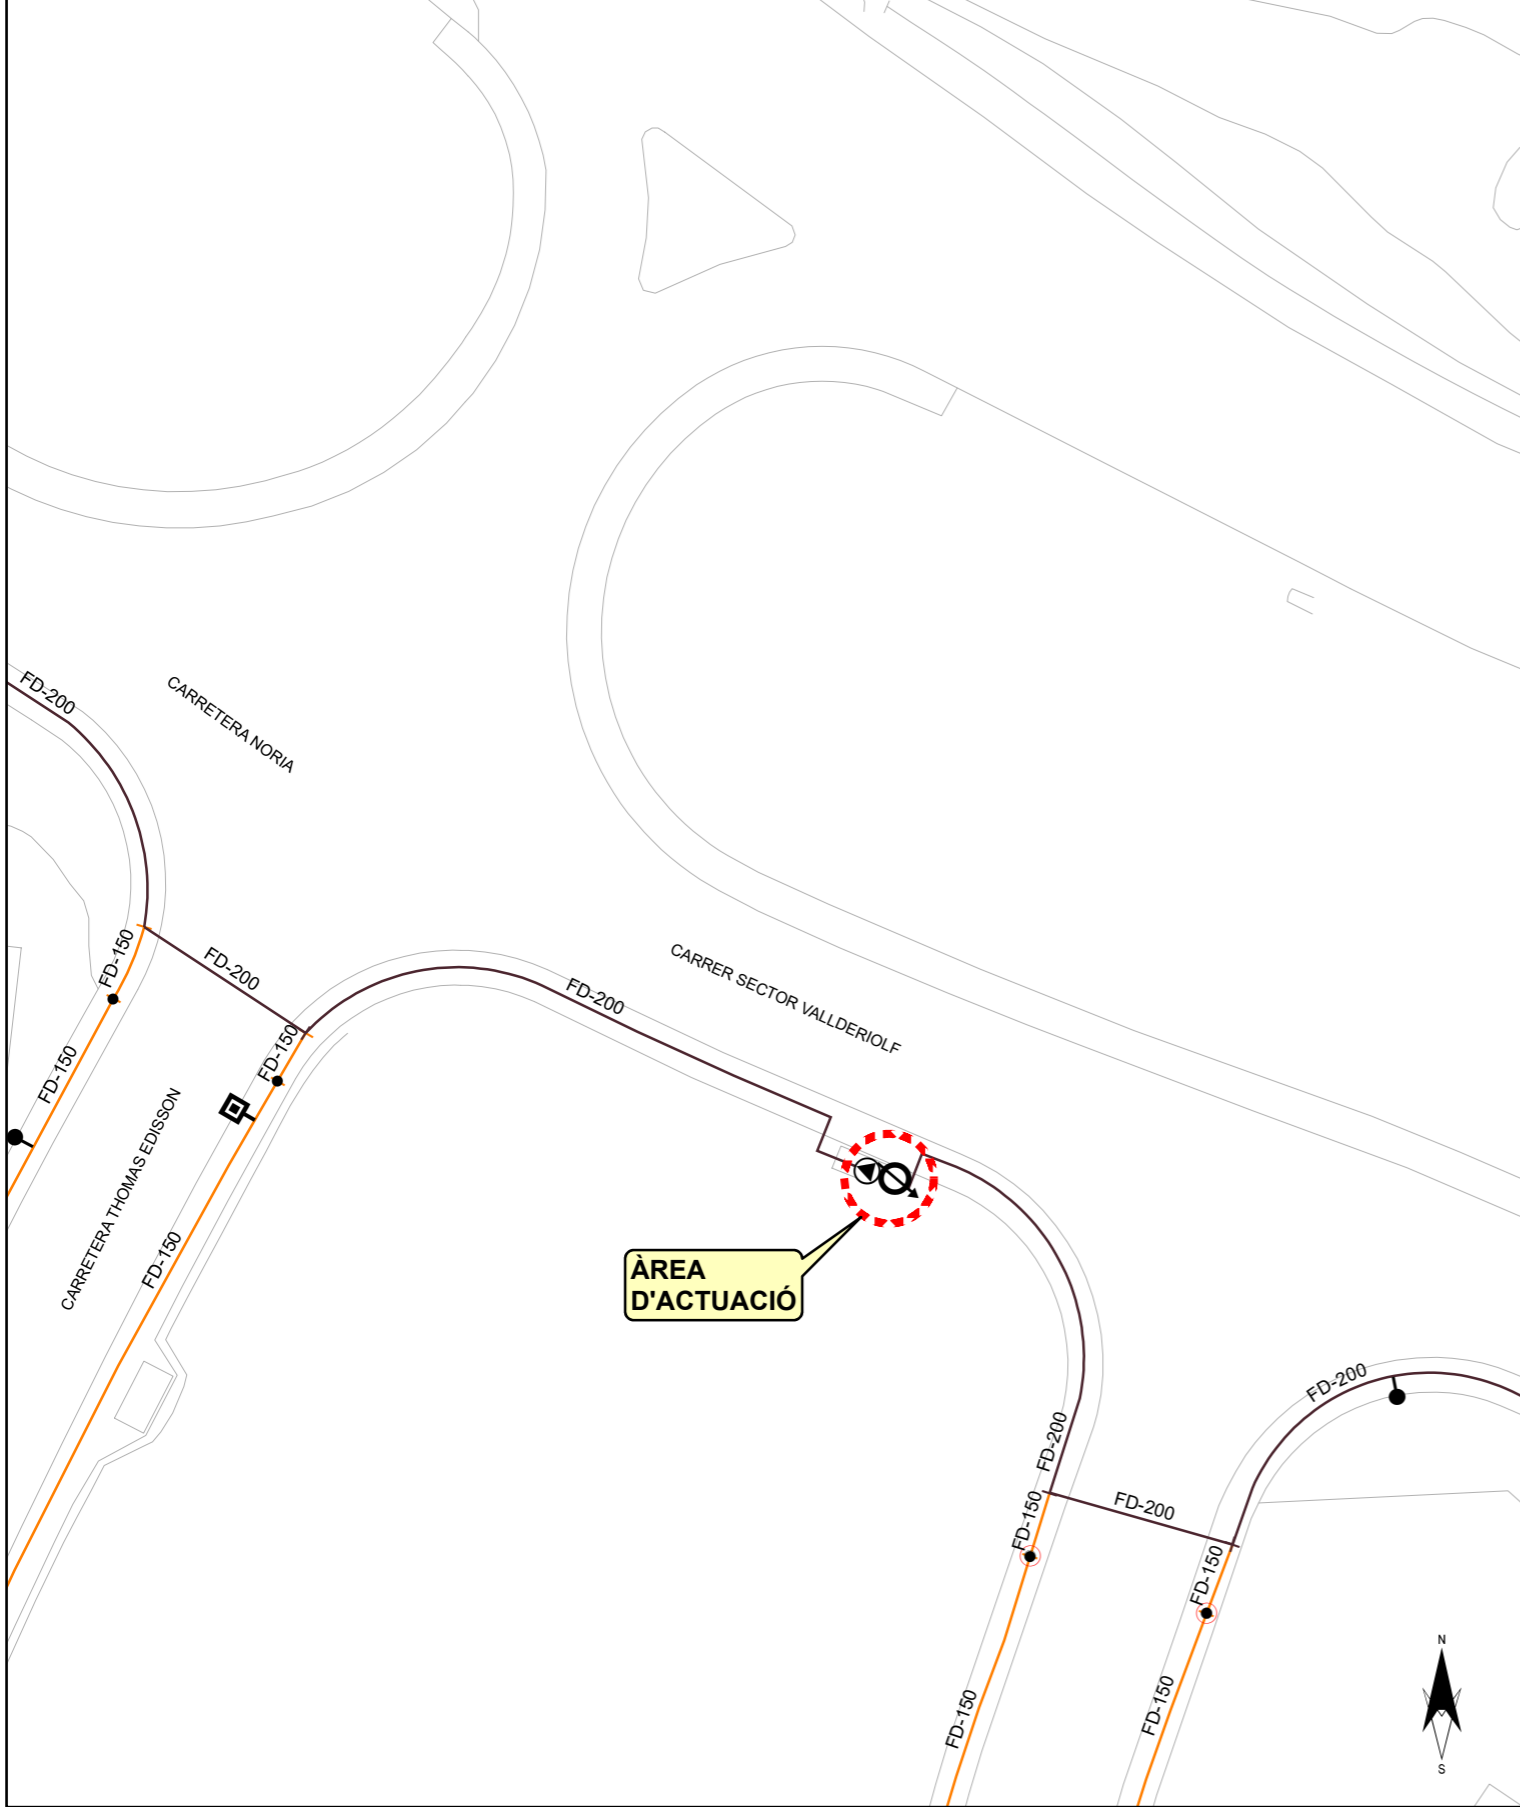 FD-200
CARRETERA NORIA
FD-150
FD-200
FD-200
CARRER SECTOR VALLDERIOLF
FD-150
FD-150
CARRETERA THOMAS EDISSON
FD-150
ÀREA
D'ACTUACIÓ
FD-200
FD-200
FD-200
FD-150
FD-150
FD-150
FD-150
N
S